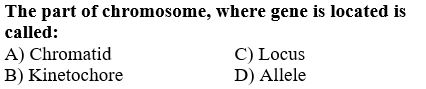 The part of chromosome, where gene is located is
called:
A) Chromatid C) Locus
B) Kinetochore D) Allele